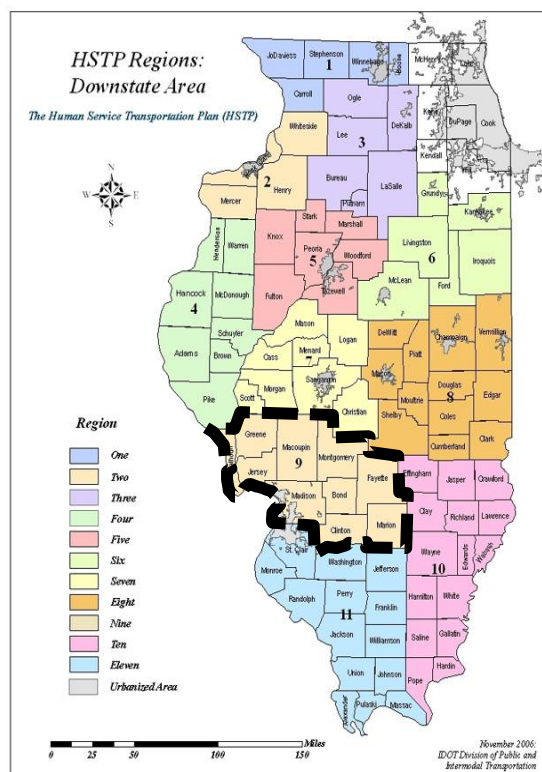 HSTP Regions:
Downstate Area
The Human Service Transportation Plan (HSTP)
N
W E
S
JoDaviess
Stephenson
Winnebago
Boone
McHenry
Lake
1
Carroll
Ogle
DeKalb
Kane
DuPage
Cook
Whiteside
Lee
3
Kendall
Will
2
Henry
Bureau
LaSalle
Grundy
Mercer
Putnam
Kankakee
Stark
Marshall
Henderson
Warren
Knox
Peoria
5
Woodford
Livingston
6
Iroquois
Tazewell
McLean
Ford
Hancock
4
McDonough
Fulton
Schuyler
Mason
Logan
DeWitt
Champaign
Vermilion
Adams
Brown
Cass
Menard
7
Macon
Piatt
Sangamon
Morgan
Scott
Christian
Moultrie
Douglas
8
Edgar
Pike
Coles
Shelby
Greene
Macoupin
9
Montgomery
Cumberland
Clark
Calhoun
Jersey
Fayette
Effingham
Jasper
Crawford
Madison
Bond
Clay
Richland
Lawrence
Clinton
Marion
St. Clair
Washington
Jefferson
Wayne
10
Edwards
Wabash
Monroe
Randolph
Perry
11
Franklin
Hamilton
White
Jackson
Williamson
Saline
Gallatin
Union
Johnson
Pope
Hardin
Alexander
Pulaski
Massac
Region
One
Two
Three
Four
Five
Six
Seven
Eight
Nine
Ten
Eleven
Urbanized Area
Miles
0 25 50 100 150
November 2006:
IDOT Division of Public and
Intermodal Transportation